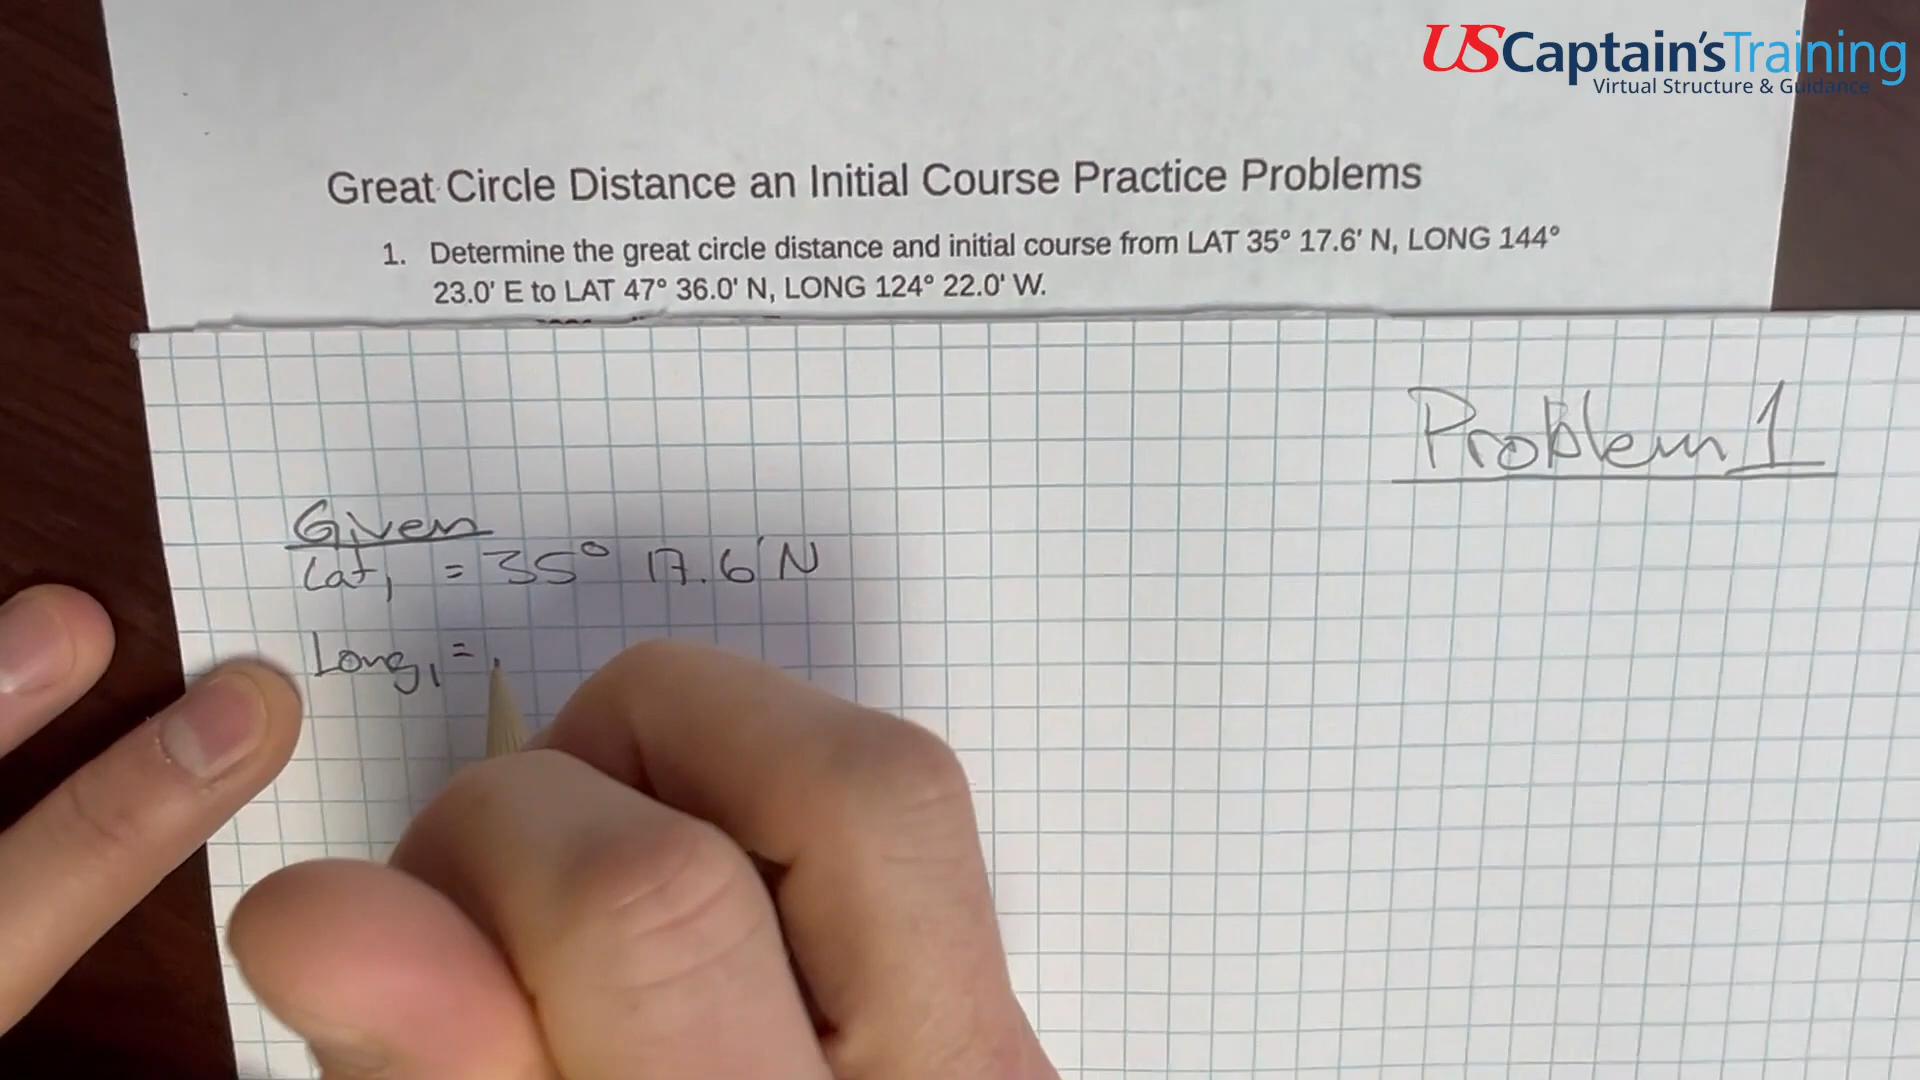 USCaptain'sTraining
Virtual Structure & Guidance
Great Circle Distance an Initial Course Practice Problems
1. Determine the great circle distance and initial course from LAT 35° 17.6' N, LONG 144°
23.0' E to LAT 47° 36.0' N, LONG 124° 22.0' W.
Problem 1
Given
Lat₁ = 35° 17.6' N
Long₁ =